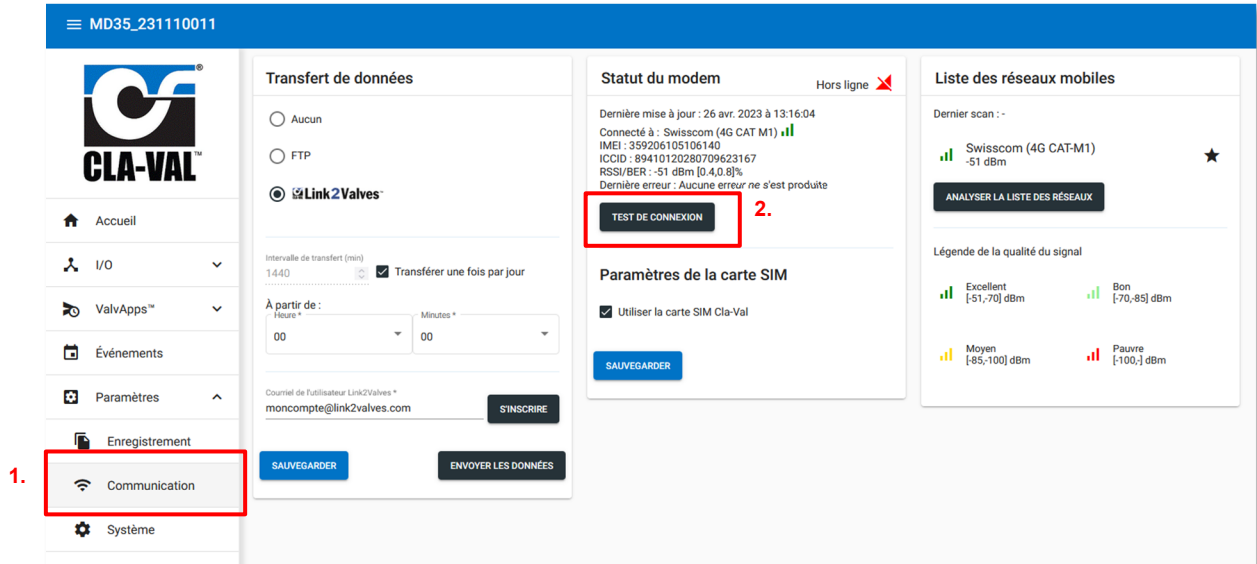 MD35_231110011
CLA-VAL™
®
Accueil
I/O
ValvApps™
Événements
Paramètres
Enregistrement
1.
Communication
Système
Transfert de données
Aucun
FTP
Link2Valves™
Intervalle de transfert (min)
1440
Transférer une fois par jour
À partir de :
Heure *
Minutes *
00
00
Courriel de l'utilisateur Link2Valves *
moncompte@link2valves.com
S'INSCRIRE
SAUVEGARDER
ENVOYER LES DONNÉES
Statut du modem
Hors ligne
Dernière mise à jour : 26 avr. 2023 à 13:16:04
Connecté à : Swisscom (4G CAT M1)
IMEI : 359206105106140
ICCID : 89410120280709623167
RSSI/BER : -51 dBm [0.4,0.8]%
Dernière erreur : Aucune erreur ne s'est produite
TEST DE CONNEXION
2.
Paramètres de la carte SIM
Utiliser la carte SIM Cla-Val
SAUVEGARDER
Liste des réseaux mobiles
Dernier scan : -
Swisscom (4G CAT-M1)
-51 dBm
ANALYSER LA LISTE DES RÉSEAUX
Légende de la qualité du signal
Excellent
[-51,-70] dBm
Bon
[-70,-85] dBm
Moyen
[-85,-100] dBm
Pauvre
[-100,-] dBm